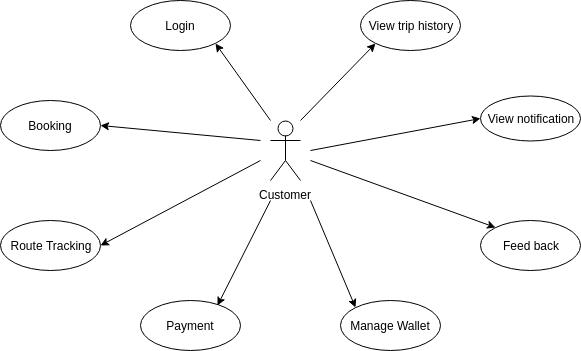 Login
View trip history
Booking
View notification
Customer
Route Tracking
Feed back
Payment
Manage Wallet